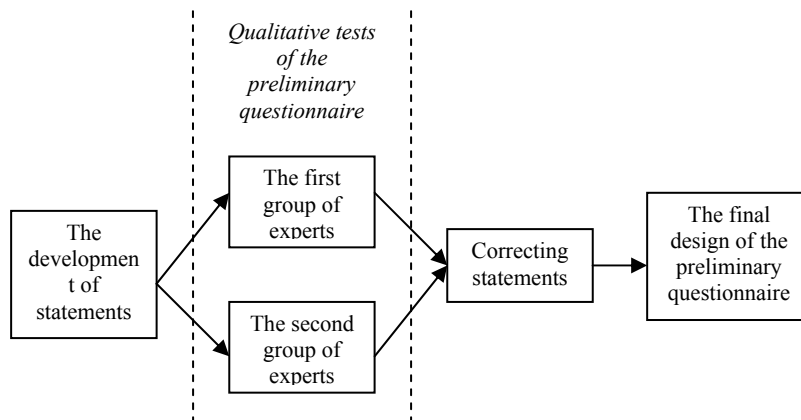 Qualitative tests
of the
preliminary
questionnaire
The
developmen
t of
statements
The first
group of
experts
The second
group of
experts
Correcting
statements
The final
design of the
preliminary
questionnaire